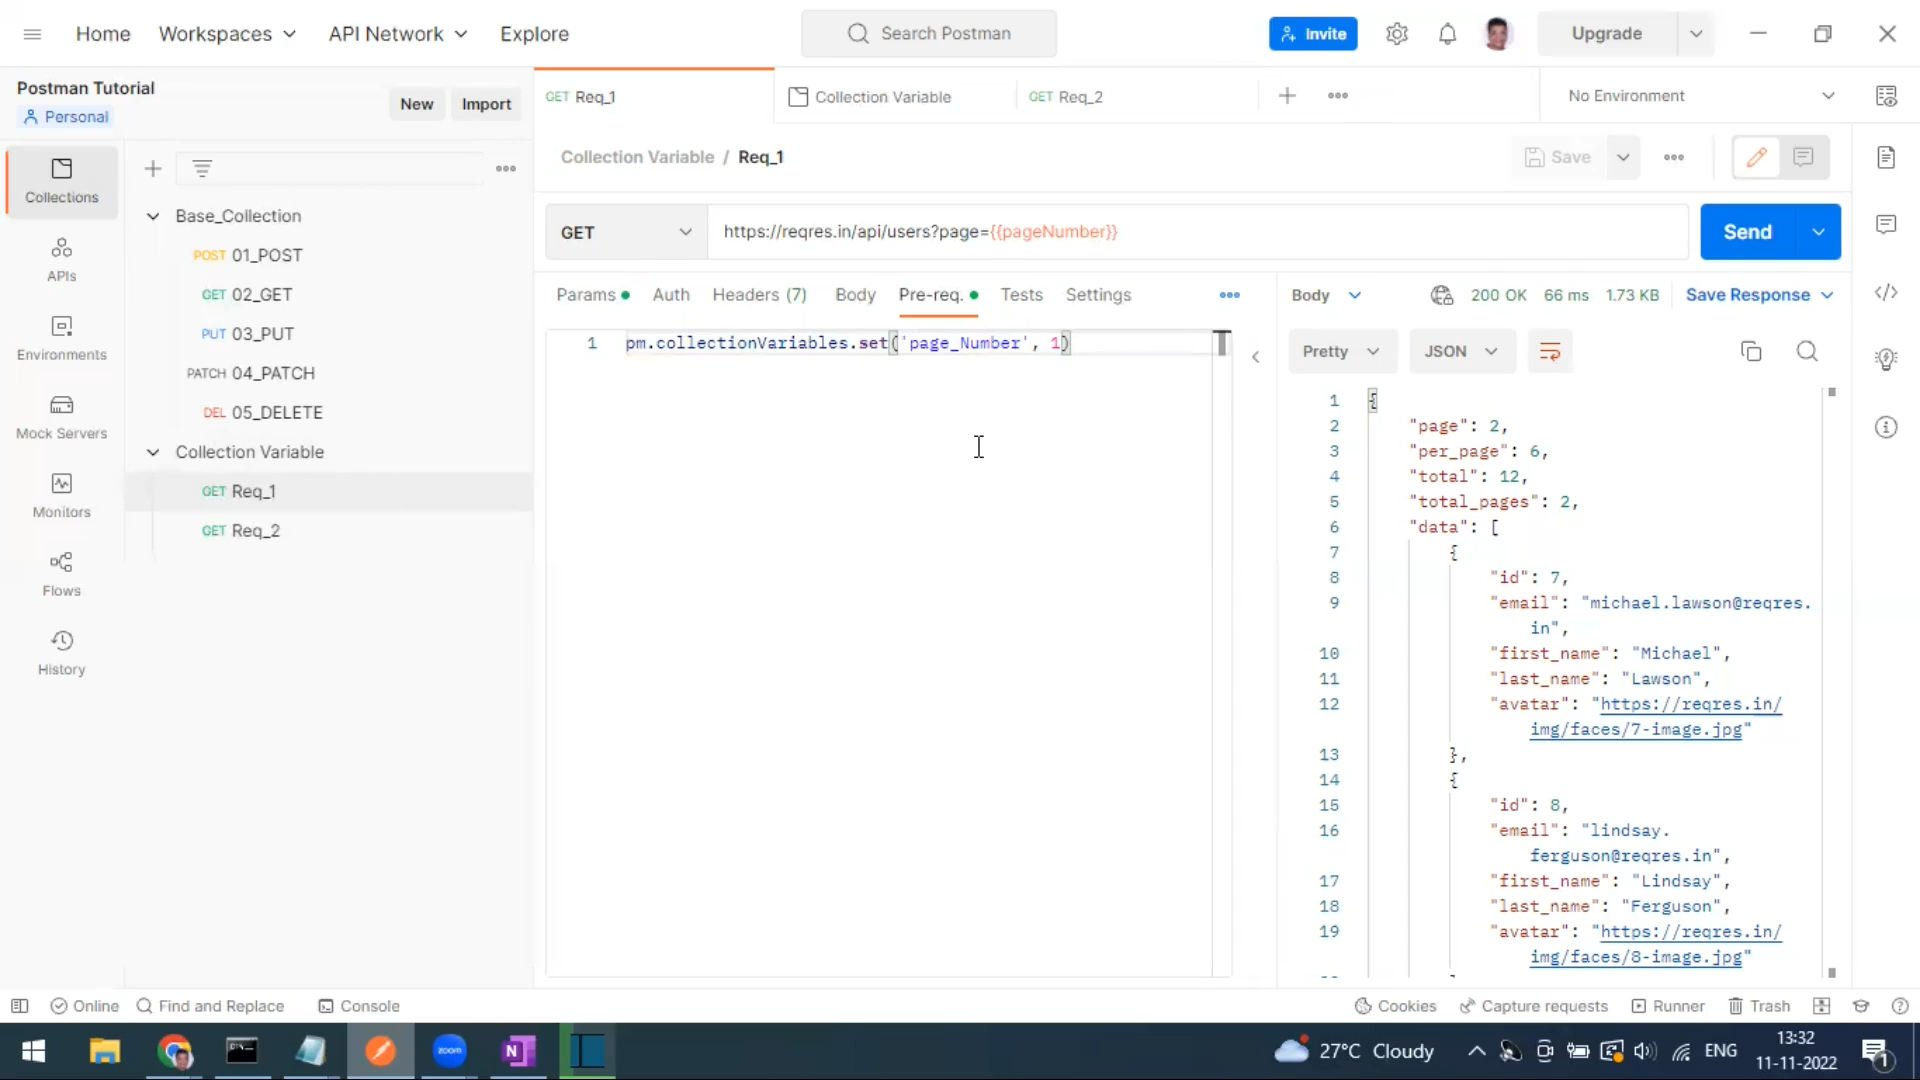 Home Workspaces API Network Explore Search Postman Invite Upgrade
Postman Tutorial
Personal
New Import
GET Req_1 Collection Variable GET Req_2 No Environment
Collections
APIs
Environments
Mock Servers
Monitors
Flows
History
Base_Collection
POST 01_POST
GET 02_GET
PUT 03_PUT
PATCH 04_PATCH
DEL 05_DELETE
Collection Variable
GET Req_1
GET Req_2
Collection Variable / Req_1 Save
GET https://reqres.in/api/users?page={{pageNumber}} Send
Params Auth Headers (7) Body Pre-req. Tests Settings
1 pm.collectionVariables.set('page_Number', 1)
Body 200 OK 66 ms 1.73 KB Save Response
Pretty JSON
1 {
2 "page": 2,
3 "per_page": 6,
4 "total": 12,
5 "total_pages": 2,
6 "data": [
7 {
8 "id": 7,
9 "email": "michael.lawson@reqres.
in",
10 "first_name": "Michael",
11 "last_name": "Lawson",
12 "avatar": "https://reqres.in/
img/faces/7-image.jpg"
13 },
14 {
15 "id": 8,
16 "email": "lindsay.
ferguson@reqres.in",
17 "first_name": "Lindsay",
18 "last_name": "Ferguson",
19 "avatar": "https://reqres.in/
img/faces/8-image.jpg"
Online Find and Replace Console Cookies Capture requests Runner Trash
zoom N 27°C Cloudy ENG 13:32
11-11-2022 1